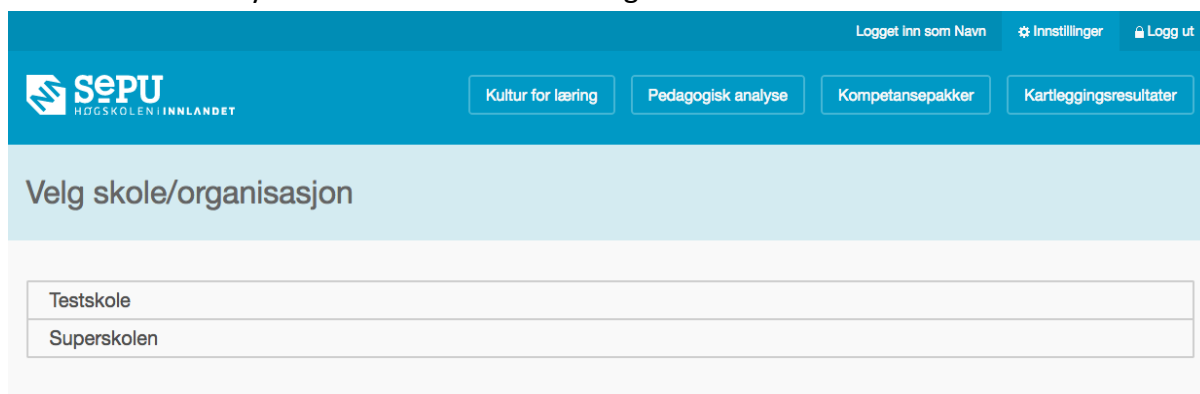 Logget inn som Navn Innstillinger Logg ut
SePU
HØGSKOLEN I INNLANDET
Kultur for læring Pedagogisk analyse Kompetansepakker Kartleggingsresultater
Velg skole/organisasjon
Testskole
Superskolen